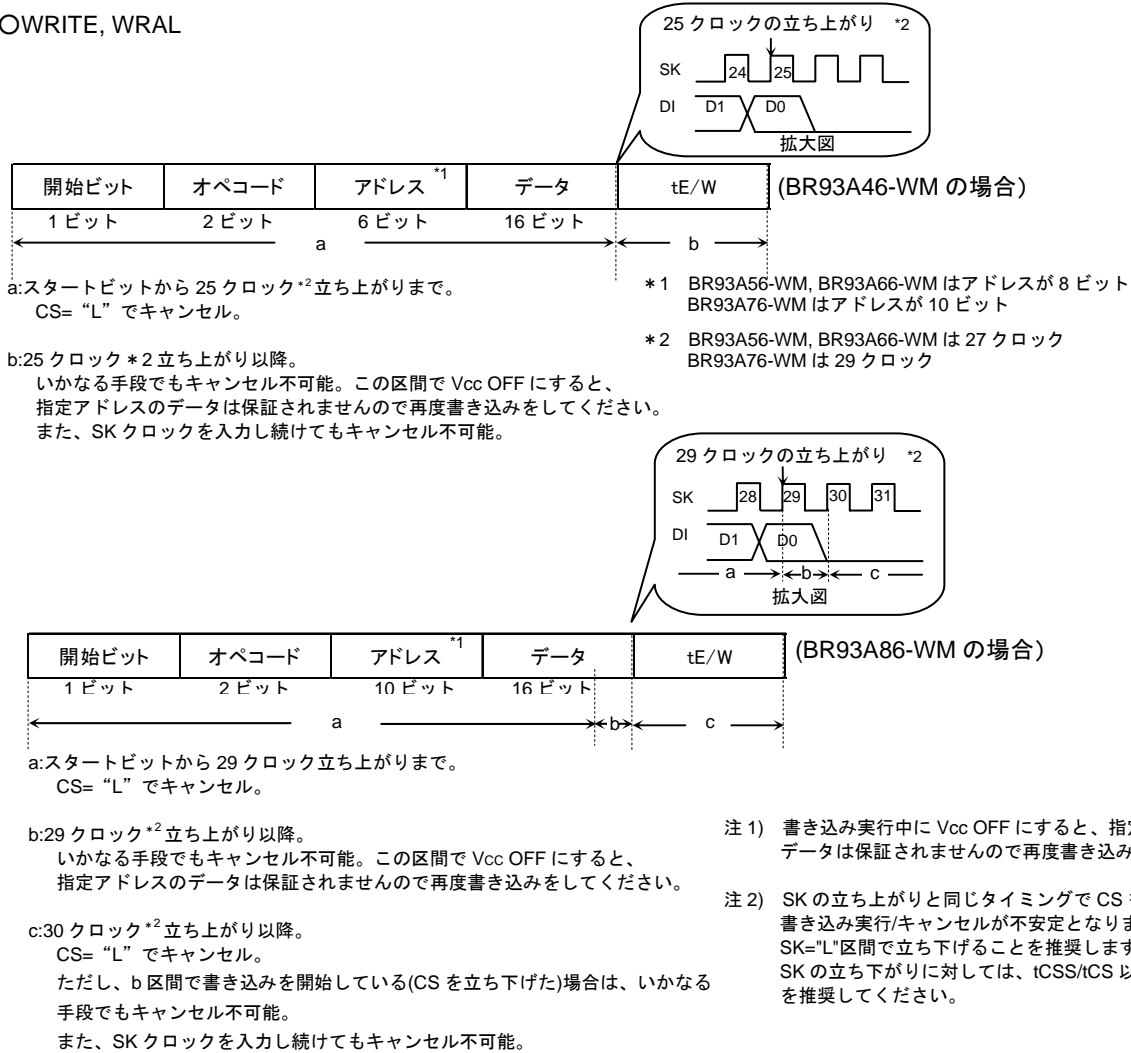 ○WRITE, WRAL
25 クロックの立ち上がり *2
SK 24 25
DI D1 D0
拡大図
開始ビット オペコード アドレス *1 データ tE/W (BR93A46-WM の場合)
1 ビット 2 ビット 6 ビット 16 ビット
a b
a:スタートビットから 25 クロック*2 立ち上がりまで。
CS= “L” でキャンセル。
b:25 クロック*2 立ち上がり以降。
いかなる手段でもキャンセル不可能。この区間で Vcc OFF にすると、
指定アドレスのデータは保証されませんので再度書き込みをしてください。
また、SK クロックを入力し続けてもキャンセル不可能。
*1 BR93A56-WM, BR93A66-WM はアドレスが 8 ビット
BR93A76-WM はアドレスが 10 ビット
*2 BR93A56-WM, BR93A66-WM は 27 クロック
BR93A76-WM は 29 クロック
29 クロックの立ち上がり *2
SK 28 29 30 31
DI D1 D0
a b c
拡大図
開始ビット オペコード アドレス *1 データ tE/W (BR93A86-WM の場合)
1 ビット 2 ビット 10 ビット 16 ビット
a b c
a:スタートビットから 29 クロック立ち上がりまで。
CS= “L” でキャンセル。
b:29 クロック*2 立ち上がり以降。
いかなる手段でもキャンセル不可能。この区間で Vcc OFF にすると、
指定アドレスのデータは保証されませんので再度書き込みをしてください。
c:30 クロック*2 立ち上がり以降。
CS= “L” でキャンセル。
ただし、b 区間で書き込みを開始している(CS を立ち下げた)場合は、いかなる
手段でもキャンセル不可能。
また、SK クロックを入力し続けてもキャンセル不可能。
注 1) 書き込み実行中に Vcc OFF にすると、指
データは保証されませんので再度書き込み
注 2) SK の立ち上がりと同じタイミングで CS
書き込み実行/キャンセルが不安定となりま
SK="L"区間で立ち下げることを推奨します
SK の立ち下がりに対しては、tCSS/tCS 以
を推奨してください。